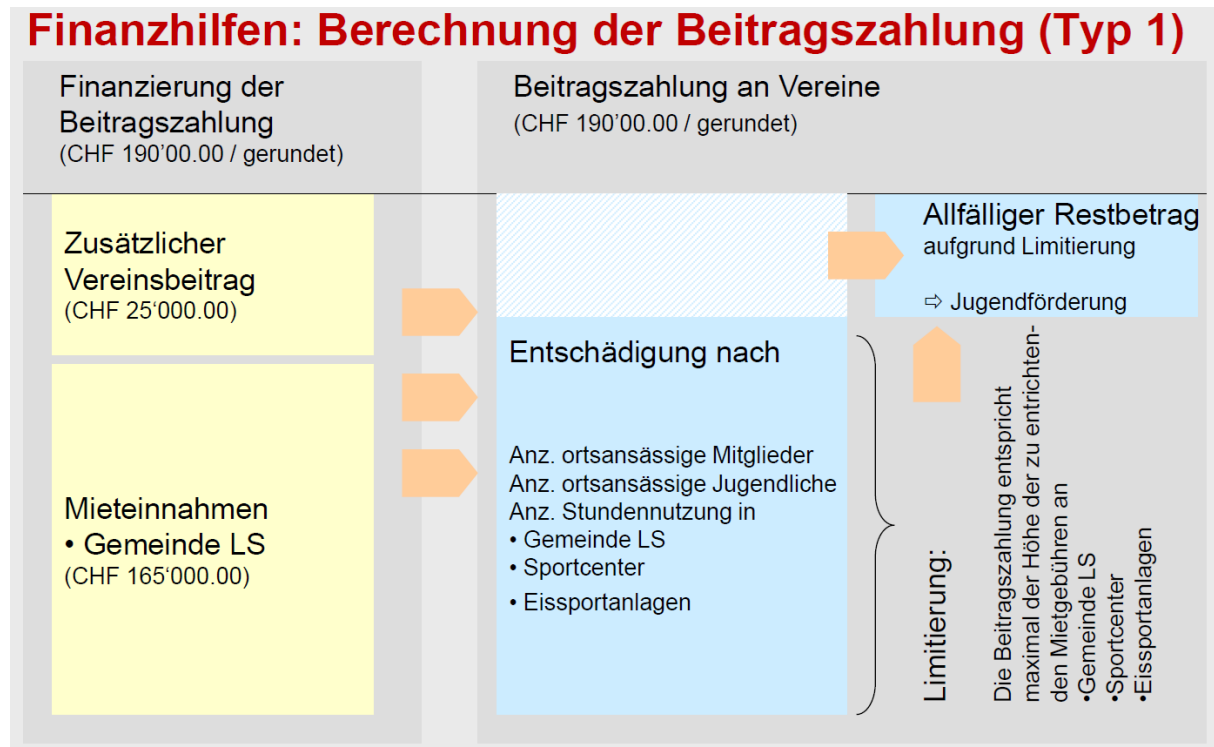 Finanzhilfen: Berechnung der Beitragszahlung (Typ 1)
Finanzierung der
Beitragszahlung
(CHF 190’00.00 / gerundet)
Zusätzlicher
Vereinsbeitrag
(CHF 25‘000.00)
Mieteinnahmen
• Gemeinde LS
(CHF 165‘000.00)
Beitragszahlung an Vereine
(CHF 190’00.00 / gerundet)
Entschädigung nach
Anz. ortsansässige Mitglieder
Anz. ortsansässige Jugendliche
Anz. Stundennutzung in
• Gemeinde LS
• Sportcenter
• Eissportanlagen
Allfälliger Restbetrag
aufgrund Limitierung
⇨ Jugendförderung
Limitierung:
Die Beitragszahlung entspricht
maximal der Höhe der zu entrichten-
den Mietgebühren an
•Gemeinde LS
•Sportcenter
•Eissportanlagen